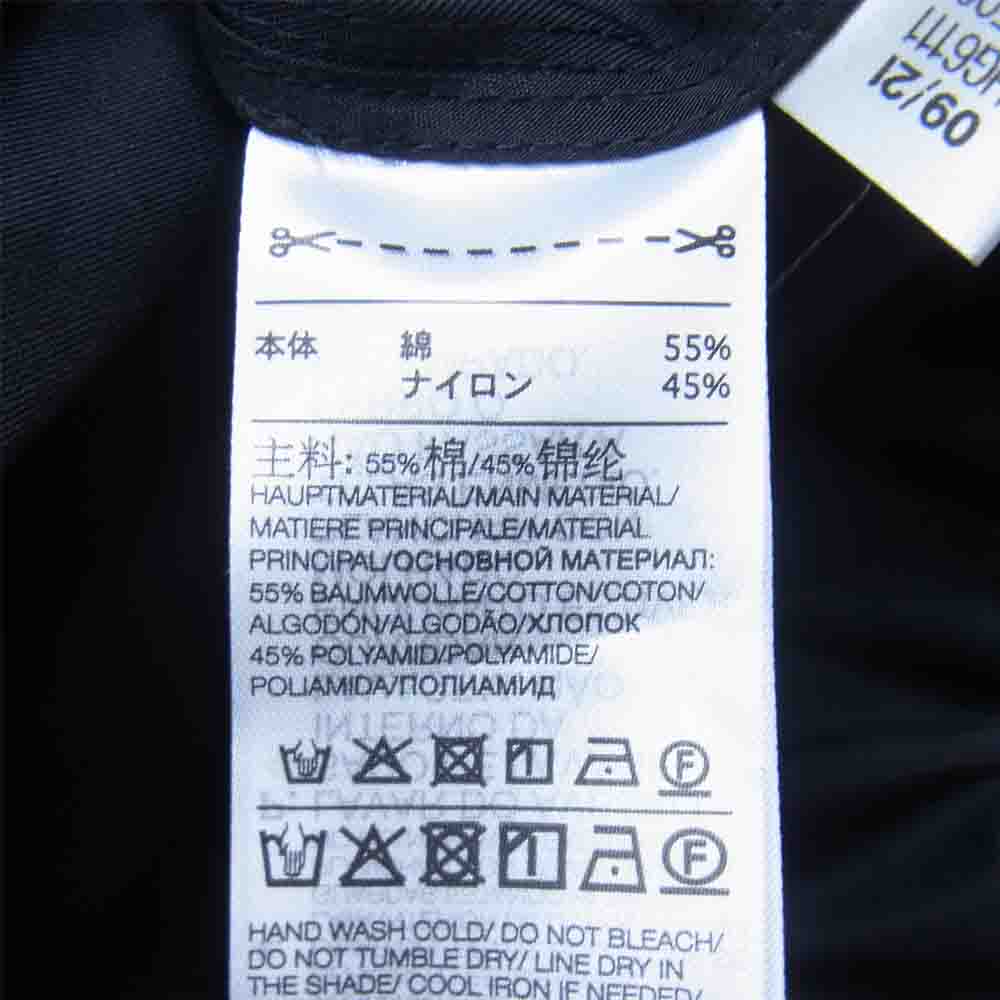 HG6111
09/21
本体 綿 55%
ナイロン 45%
主料: 55%棉/45%锦纶
HAUPTMATERIAL/MAIN MATERIAL/
MATIERE PRINCIPALE/MATERIAL
PRINCIPAL/ОСНОВНОЙ МАТЕРИАЛ:
55% BAUMWOLLE/COTTON/COTON/
ALGODÓN/ALGODÃO/ХЛОПОК
45% POLYAMID/POLYAMIDE/
POLIAMIDA/ПОЛИАМИД
F
F
HAND WASH COLD/ DO NOT BLEACH/
DO NOT TUMBLE DRY/ LINE DRY IN
THE SHADE/ COOL IRON IF NEEDED/